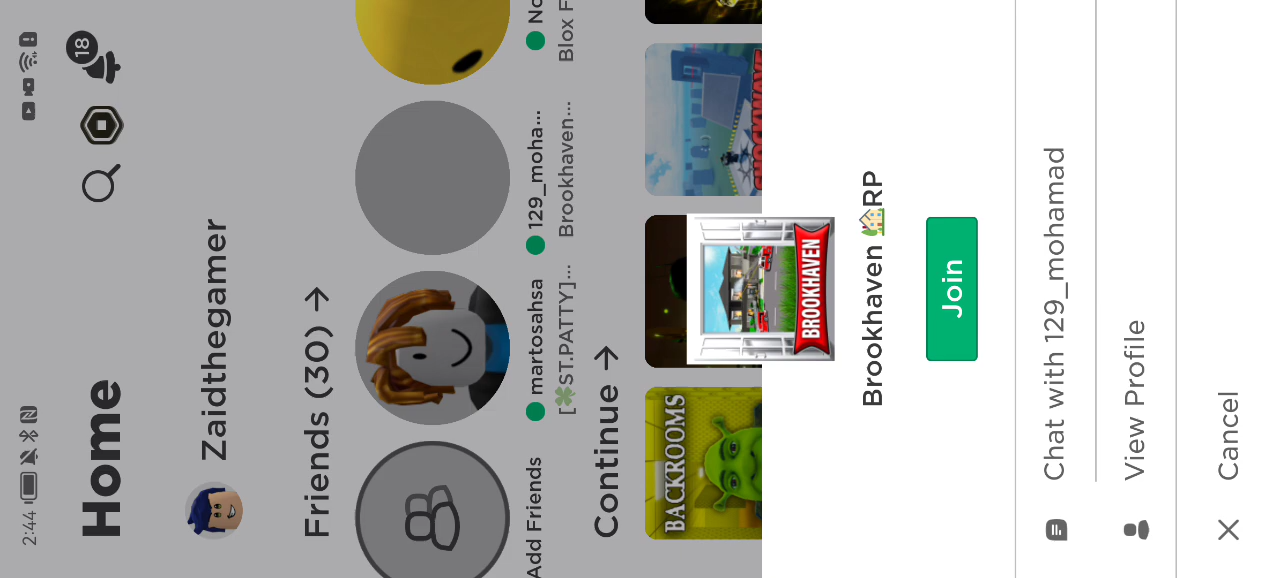 2:44
Home
18
Zaidthegamer
Friends (30) →
Add Friends
martosahsa
[🍀ST.PATTY]...
129_moha...
Brookhaven...
No
Blox F
Continue →
BACKROOMS
BROOKHAVEN
Brookhaven 🏡RP
Join
Chat with 129_mohamad
View Profile
Cancel